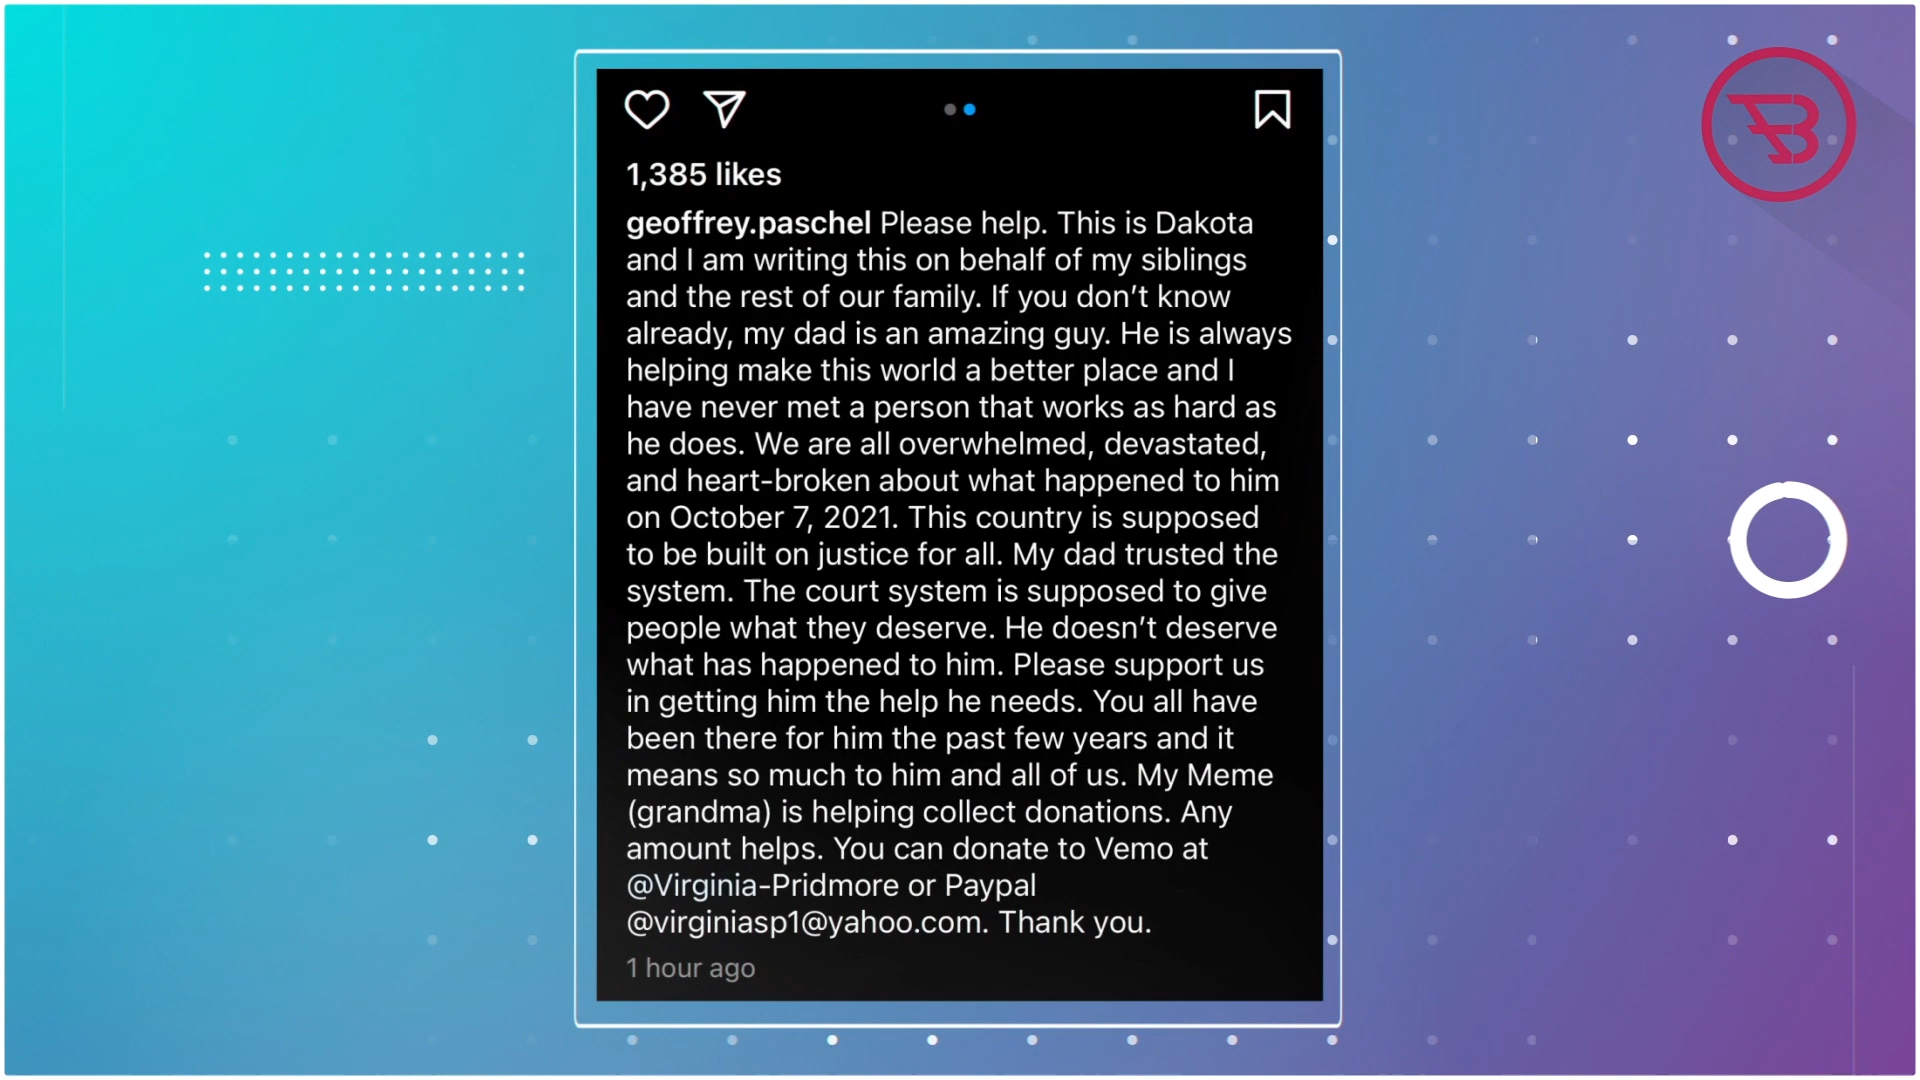 1,385 likes
geoffrey.paschel Please help. This is Dakota
and I am writing this on behalf of my siblings
and the rest of our family. If you don’t know
already, my dad is an amazing guy. He is always
helping make this world a better place and I
have never met a person that works as hard as
he does. We are all overwhelmed, devastated,
and heart-broken about what happened to him
on October 7, 2021. This country is supposed
to be built on justice for all. My dad trusted the
system. The court system is supposed to give
people what they deserve. He doesn’t deserve
what has happened to him. Please support us
in getting him the help he needs. You all have
been there for him the past few years and it
means so much to him and all of us. My Meme
(grandma) is helping collect donations. Any
amount helps. You can donate to Vemo at
@Virginia-Pridmore or Paypal
@virginiasp1@yahoo.com. Thank you.
1 hour ago